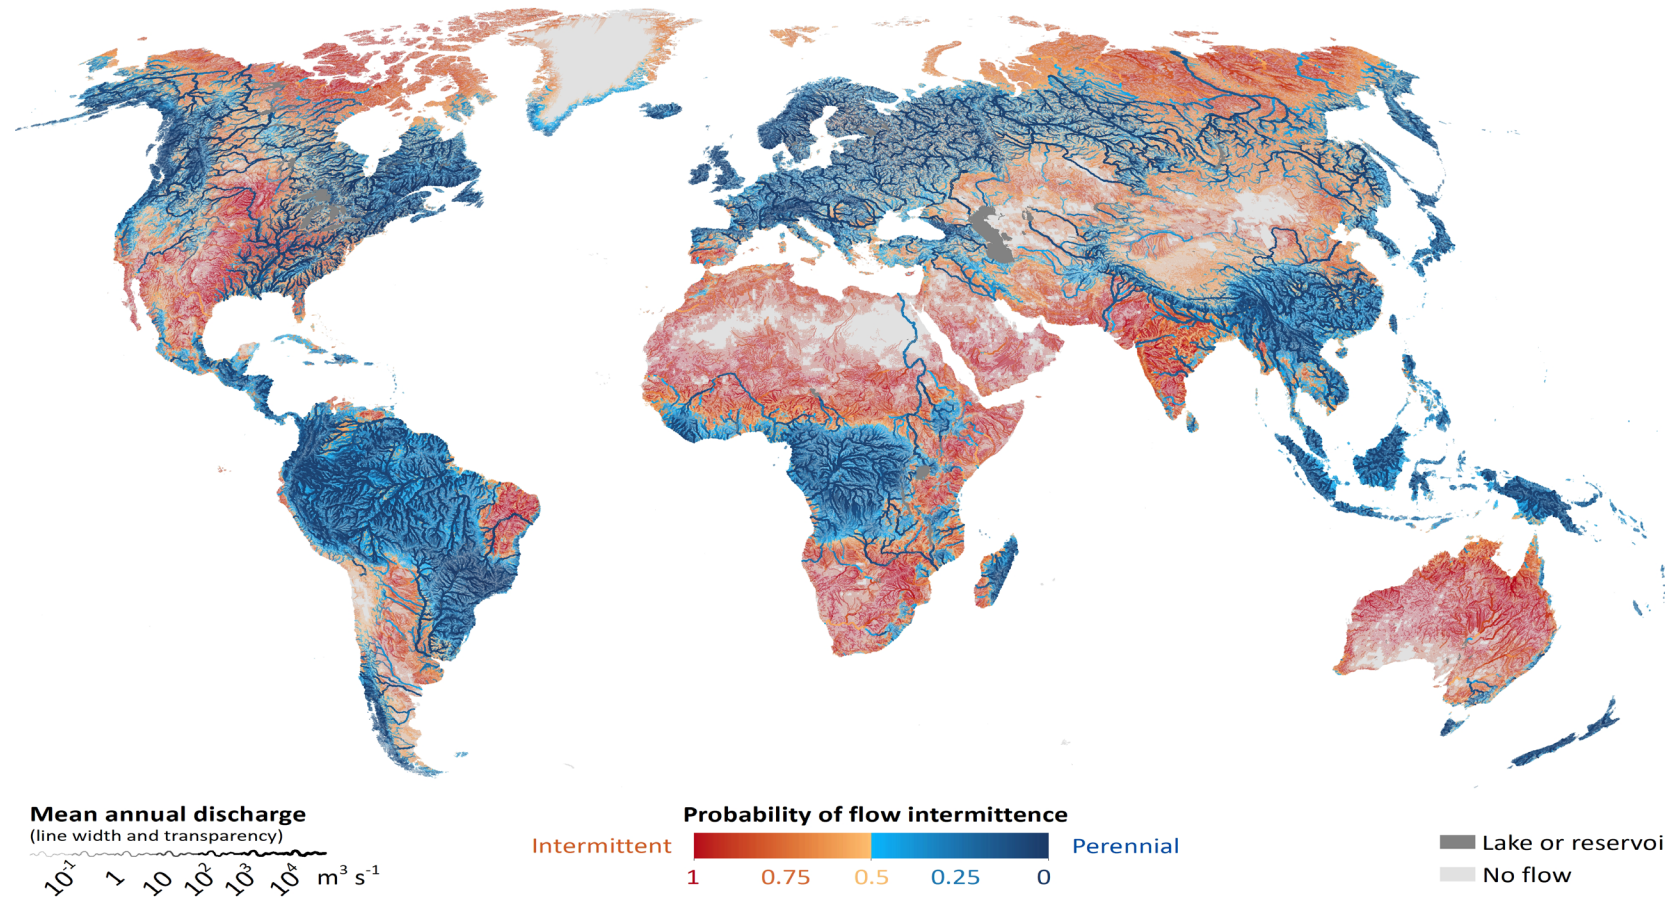 Mean annual discharge
(line width and transparency)
10⁻¹ 1 10 10² 10³ 10⁴ m³ s⁻¹
Probability of flow intermittence
Intermittent Perennial
1 0.75 0.5 0.25 0
Lake or reservoi
No flow